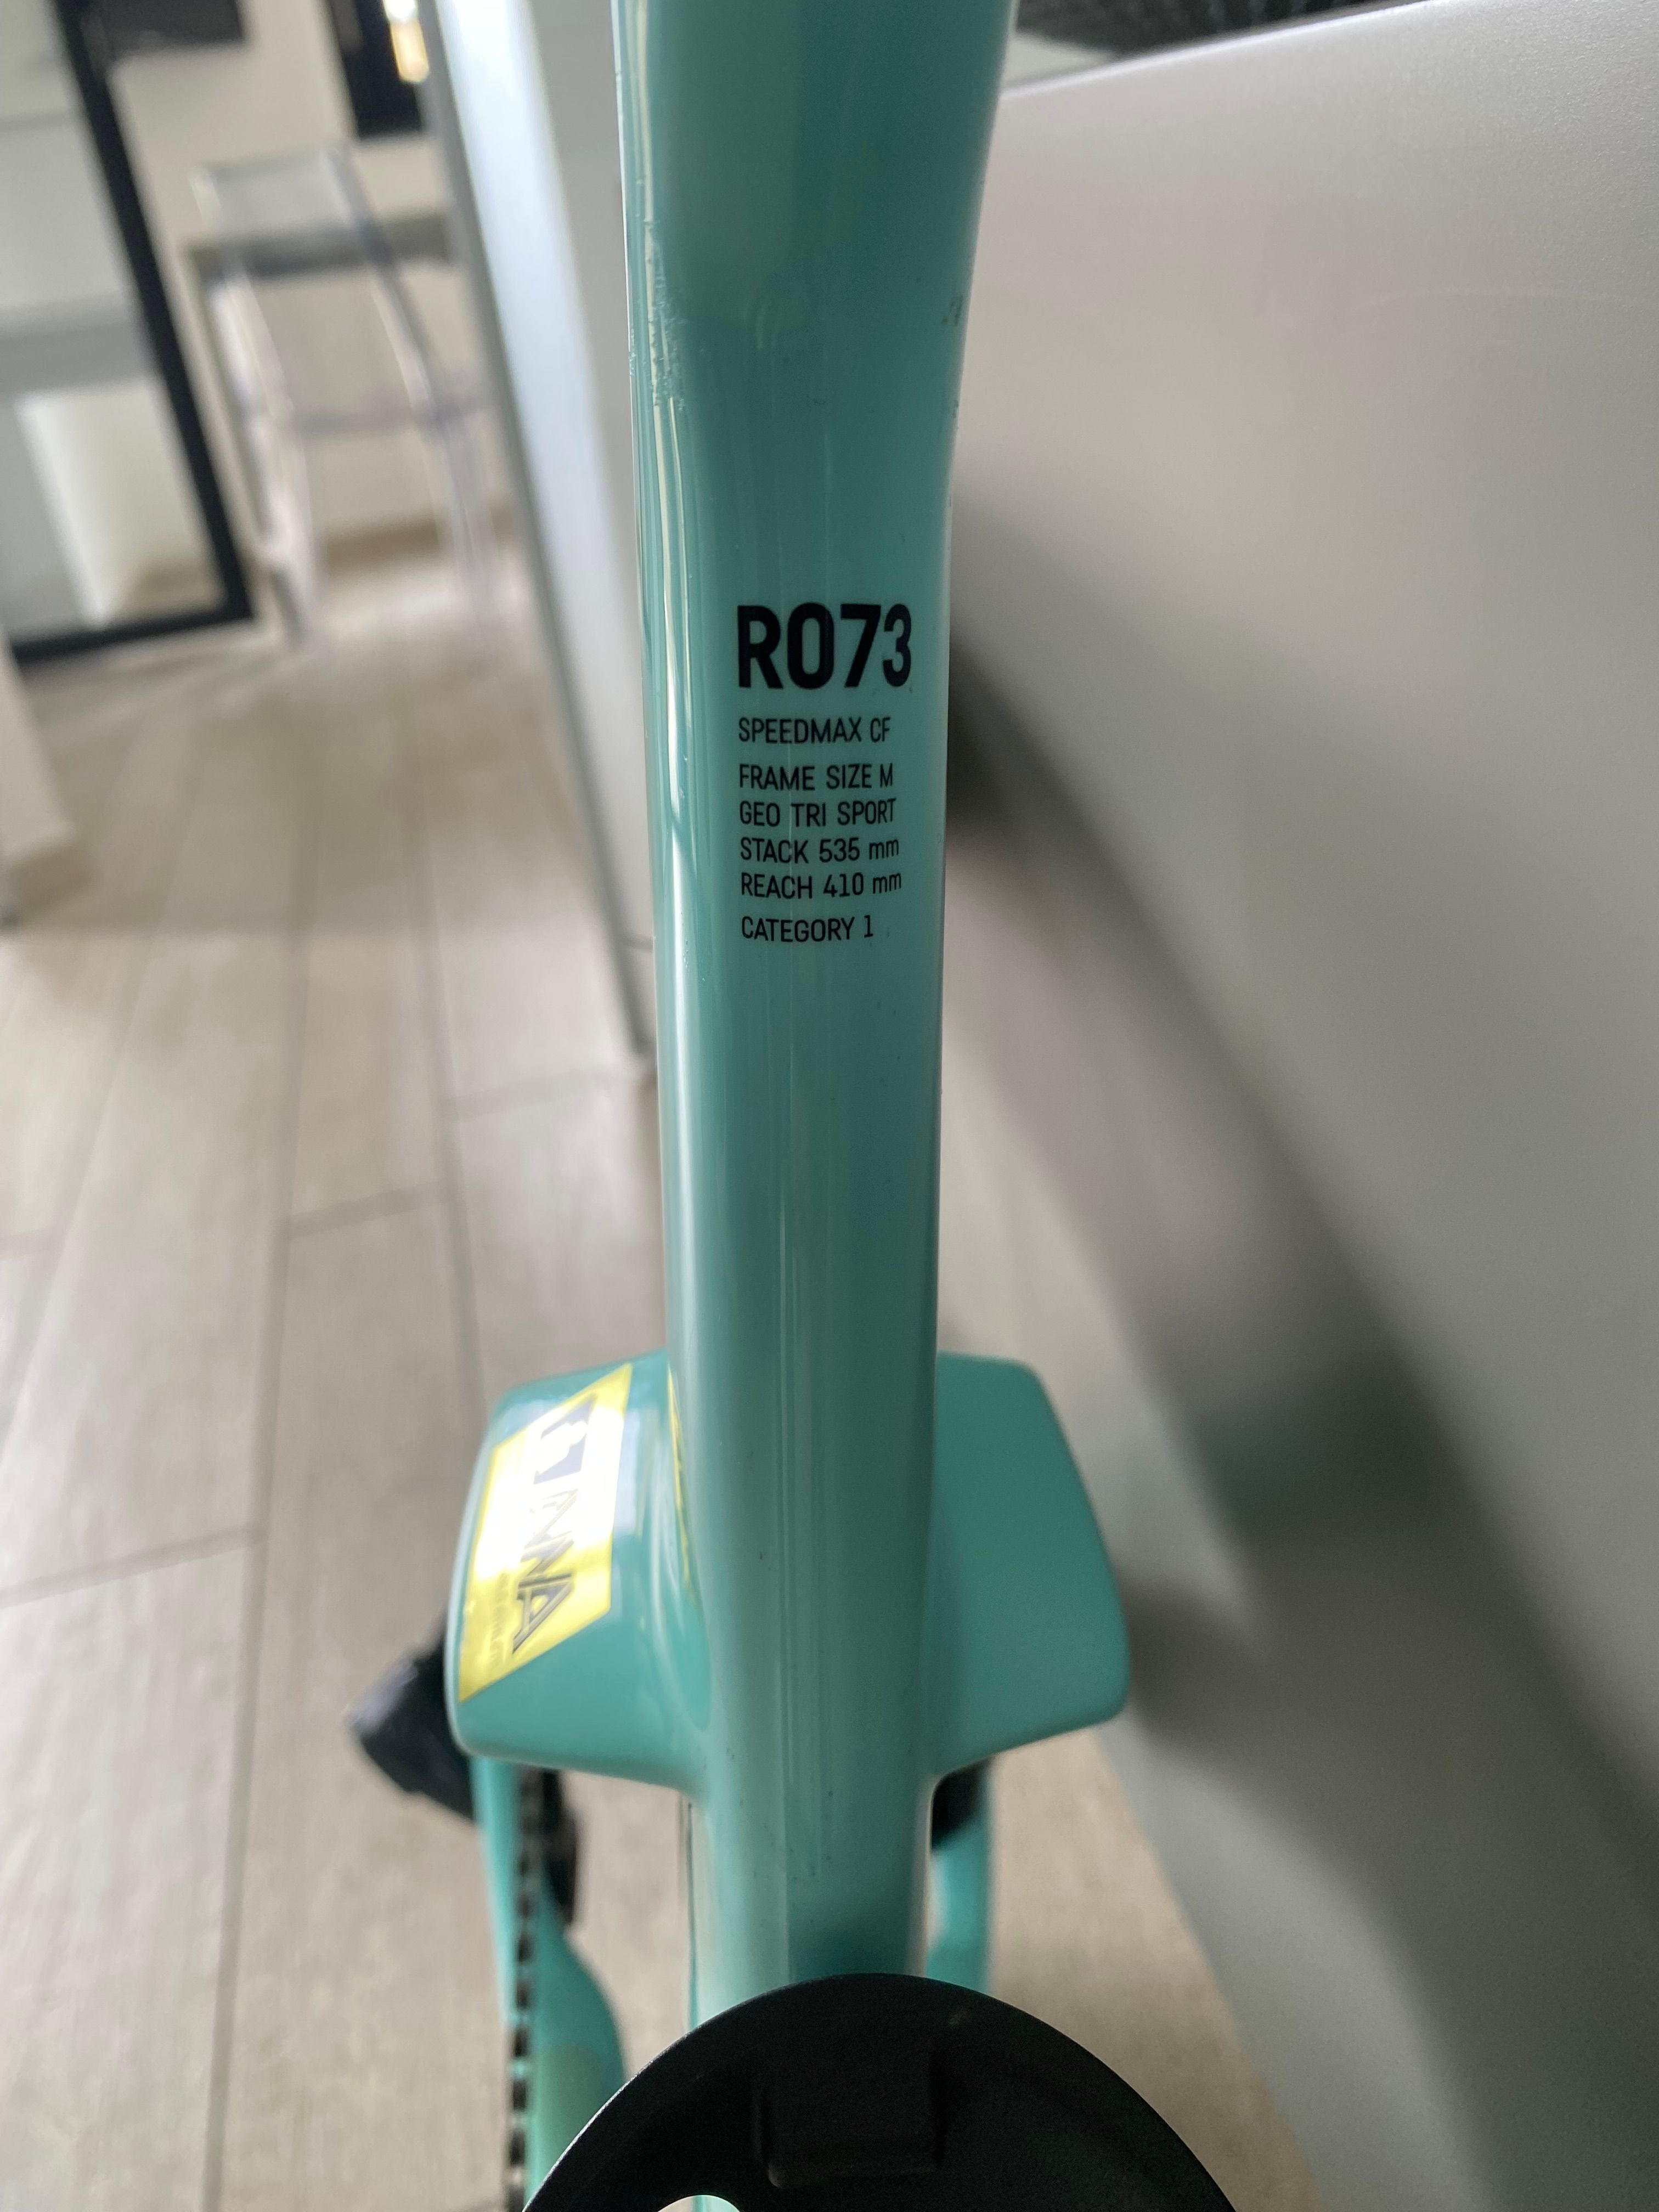 R073
SPEEDMAX CF
FRAME SIZE M
GEO TRI SPORT
STACK 535 mm
REACH 410 mm
CATEGORY 1